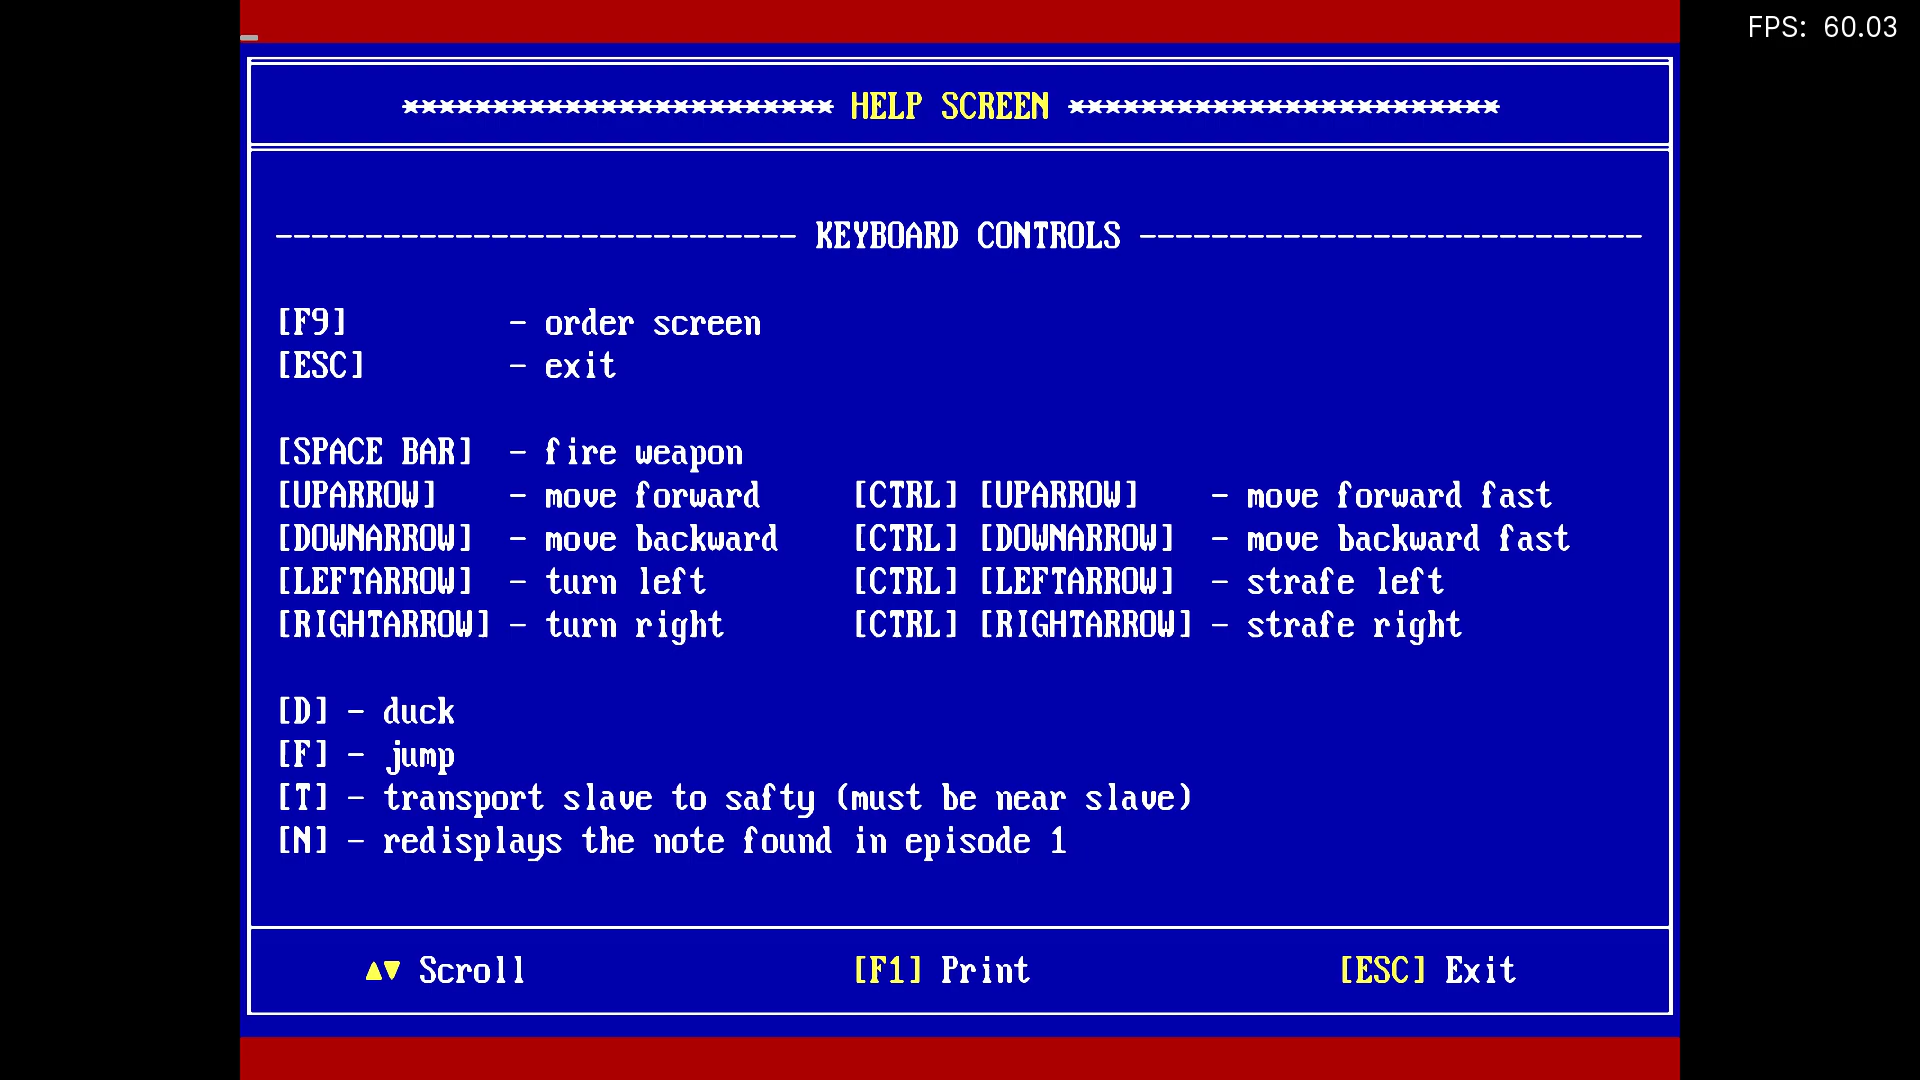 FPS: 60.03
************************ HELP SCREEN ************************
----------------------------- KEYBOARD CONTROLS ----------------------------
[F9] - order screen
[ESC] - exit
[SPACE BAR] - fire weapon
[UPARROW] - move forward [CTRL] [UPARROW] - move forward fast
[DOWNARROW] - move backward [CTRL] [DOWNARROW] - move backward fast
[LEFTARROW] - turn left [CTRL] [LEFTARROW] - strafe left
[RIGHTARROW] - turn right [CTRL] [RIGHTARROW] - strafe right
[D] - duck
[F] - jump
[T] - transport slave to safty (must be near slave)
[N] - redisplays the note found in episode 1
▲▼ Scroll [F1] Print [ESC] Exit